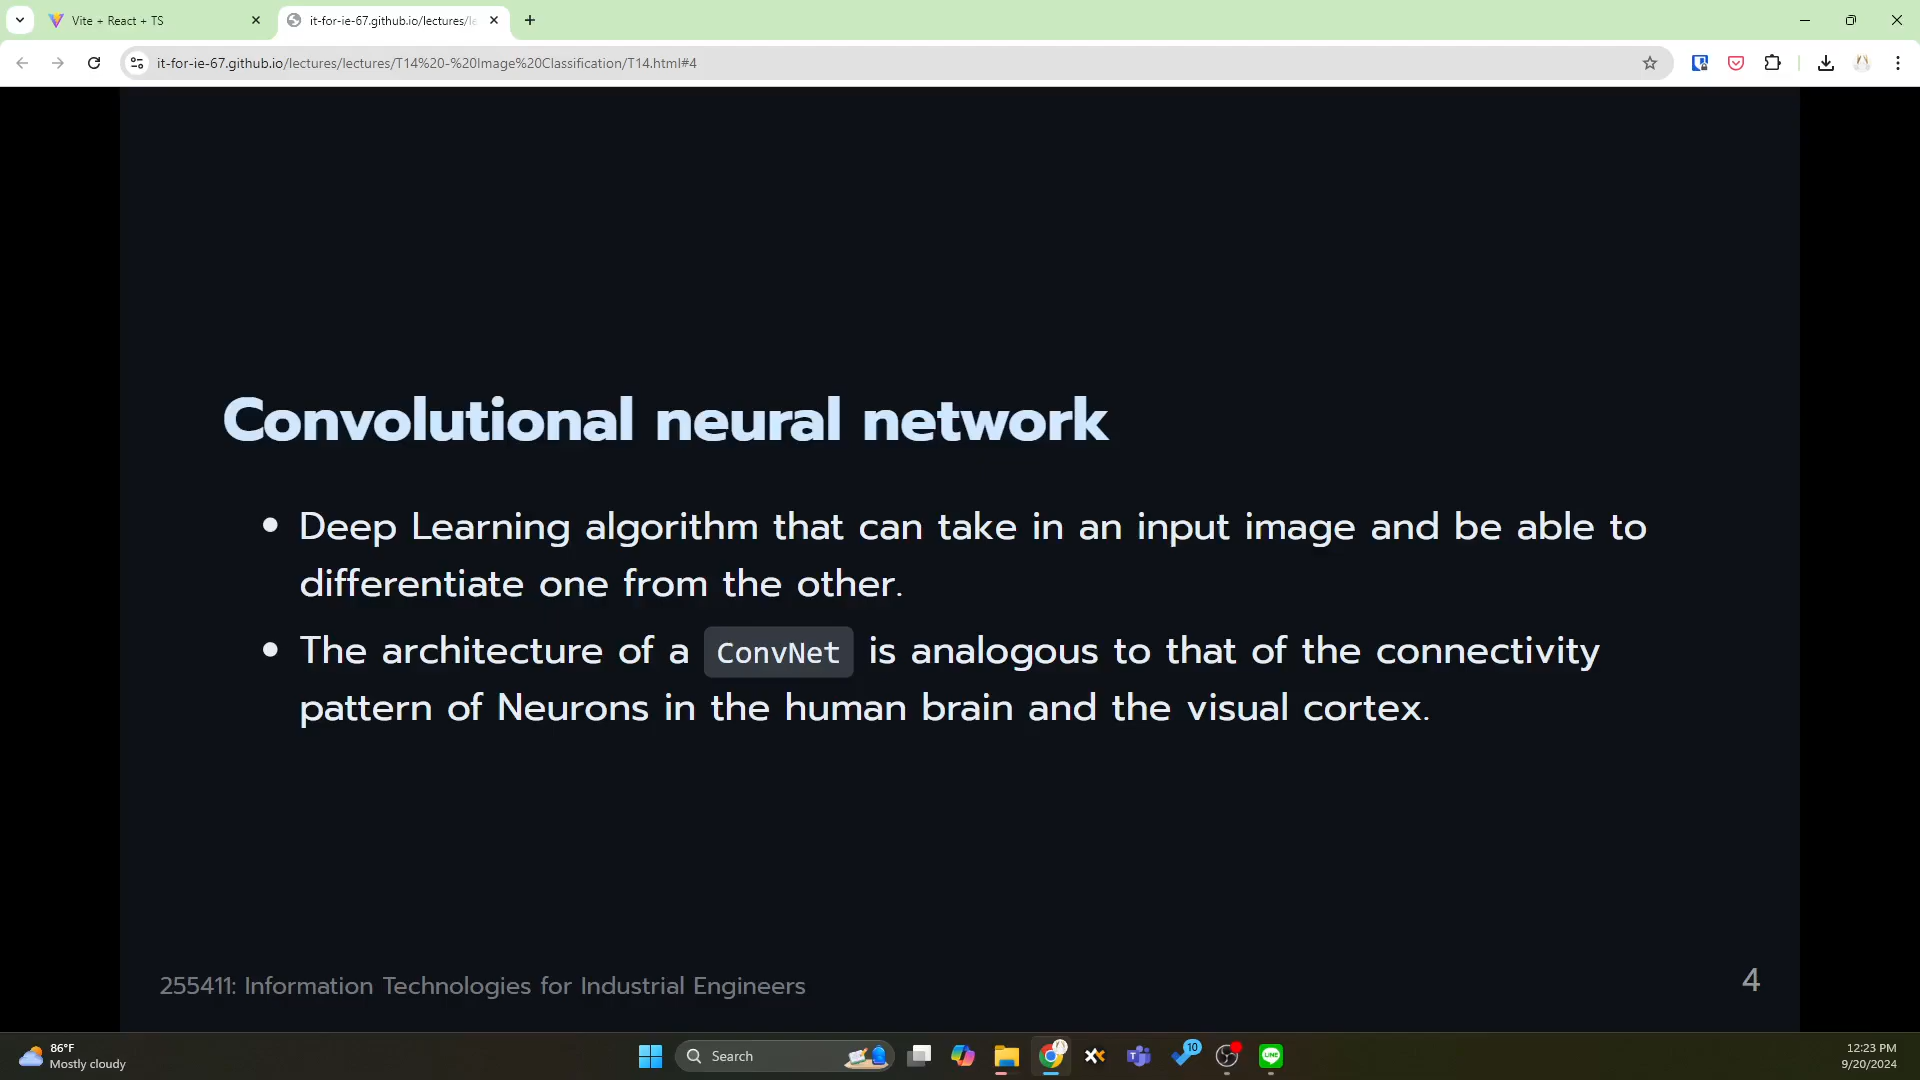 Vite + React + TS
it-for-ie-67.github.io/lectures/le
it-for-ie-67.github.io/lectures/lectures/T14%20-%20Image%20Classification/T14.html#4
Convolutional neural network
• Deep Learning algorithm that can take in an input image and be able to
differentiate one from the other.
• The architecture of a ConvNet is analogous to that of the connectivity
pattern of Neurons in the human brain and the visual cortex.
255411: Information Technologies for Industrial Engineers
4
86°F
Mostly cloudy
Search
10
LINE
12:23 PM
9/20/2024